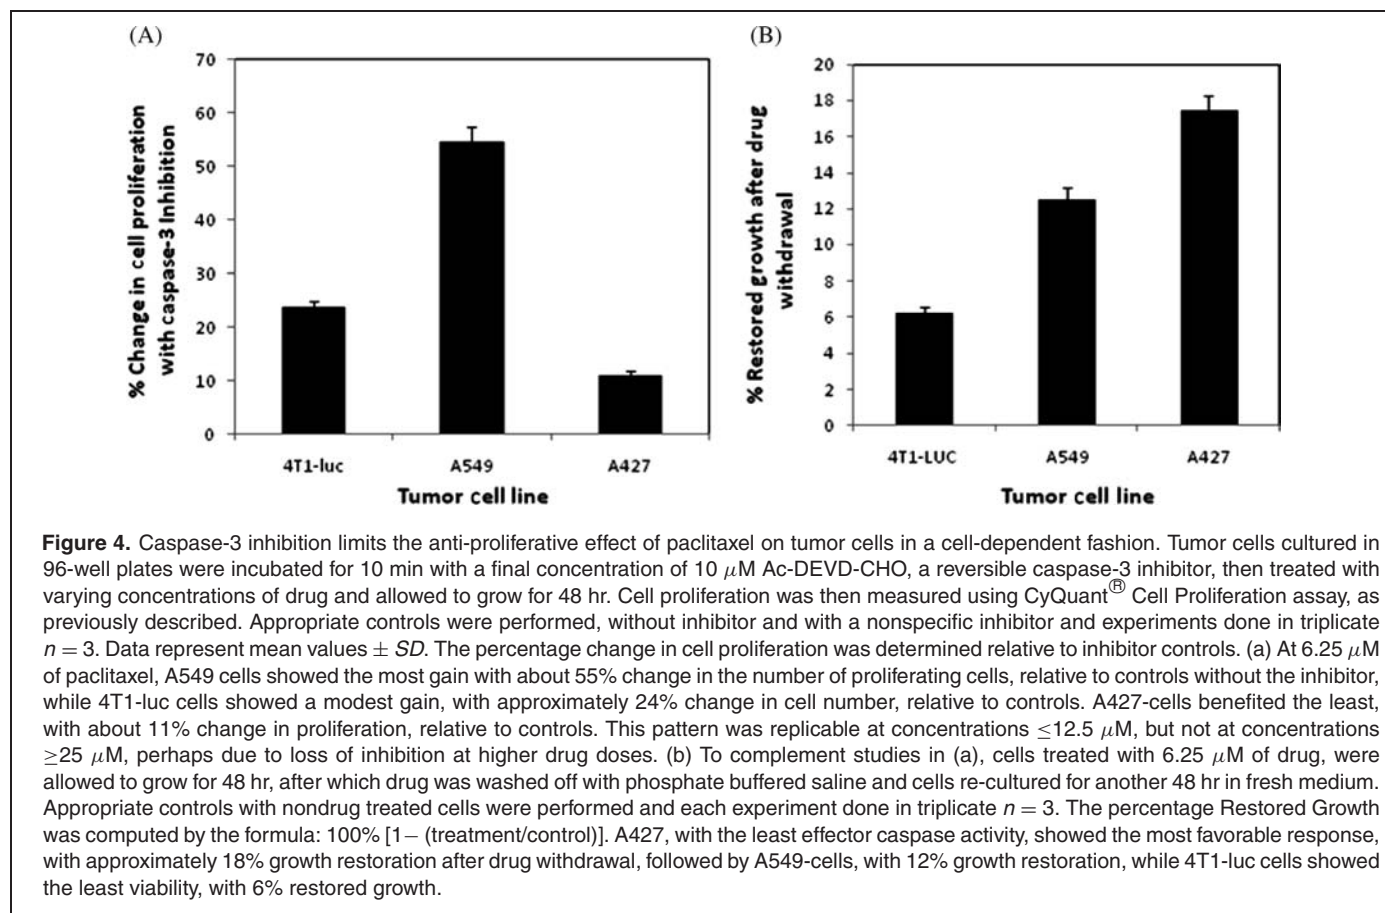 (A)
70
60
50
40
30
20
10
0
% Change in cell proliferation
with caspase-3 Inhibition
4T1-luc A549 A427
Tumor cell line
(B)
20
18
16
14
12
10
8
6
4
2
0
% Restored growth after drug
withdrawal
4T1-LUC A549 A427
Tumor cell line
Figure 4. Caspase-3 inhibition limits the anti-proliferative effect of paclitaxel on tumor cells in a cell-dependent fashion. Tumor cells cultured in
96-well plates were incubated for 10 min with a final concentration of 10 μM Ac-DEVD-CHO, a reversible caspase-3 inhibitor, then treated with
varying concentrations of drug and allowed to grow for 48 hr. Cell proliferation was then measured using CyQuant® Cell Proliferation assay, as
previously described. Appropriate controls were performed, without inhibitor and with a nonspecific inhibitor and experiments done in triplicate
n = 3. Data represent mean values ± SD. The percentage change in cell proliferation was determined relative to inhibitor controls. (a) At 6.25 μM
of paclitaxel, A549 cells showed the most gain with about 55% change in the number of proliferating cells, relative to controls without the inhibitor,
while 4T1-luc cells showed a modest gain, with approximately 24% change in cell number, relative to controls. A427-cells benefited the least,
with about 11% change in proliferation, relative to controls. This pattern was replicable at concentrations ≤12.5 μM, but not at concentrations
≥25 μM, perhaps due to loss of inhibition at higher drug doses. (b) To complement studies in (a), cells treated with 6.25 μM of drug, were
allowed to grow for 48 hr, after which drug was washed off with phosphate buffered saline and cells re-cultured for another 48 hr in fresh medium.
Appropriate controls with nondrug treated cells were performed and each experiment done in triplicate n = 3. The percentage Restored Growth
was computed by the formula: 100% [1− (treatment/control)]. A427, with the least effector caspase activity, showed the most favorable response,
with approximately 18% growth restoration after drug withdrawal, followed by A549-cells, with 12% growth restoration, while 4T1-luc cells showed
the least viability, with 6% restored growth.